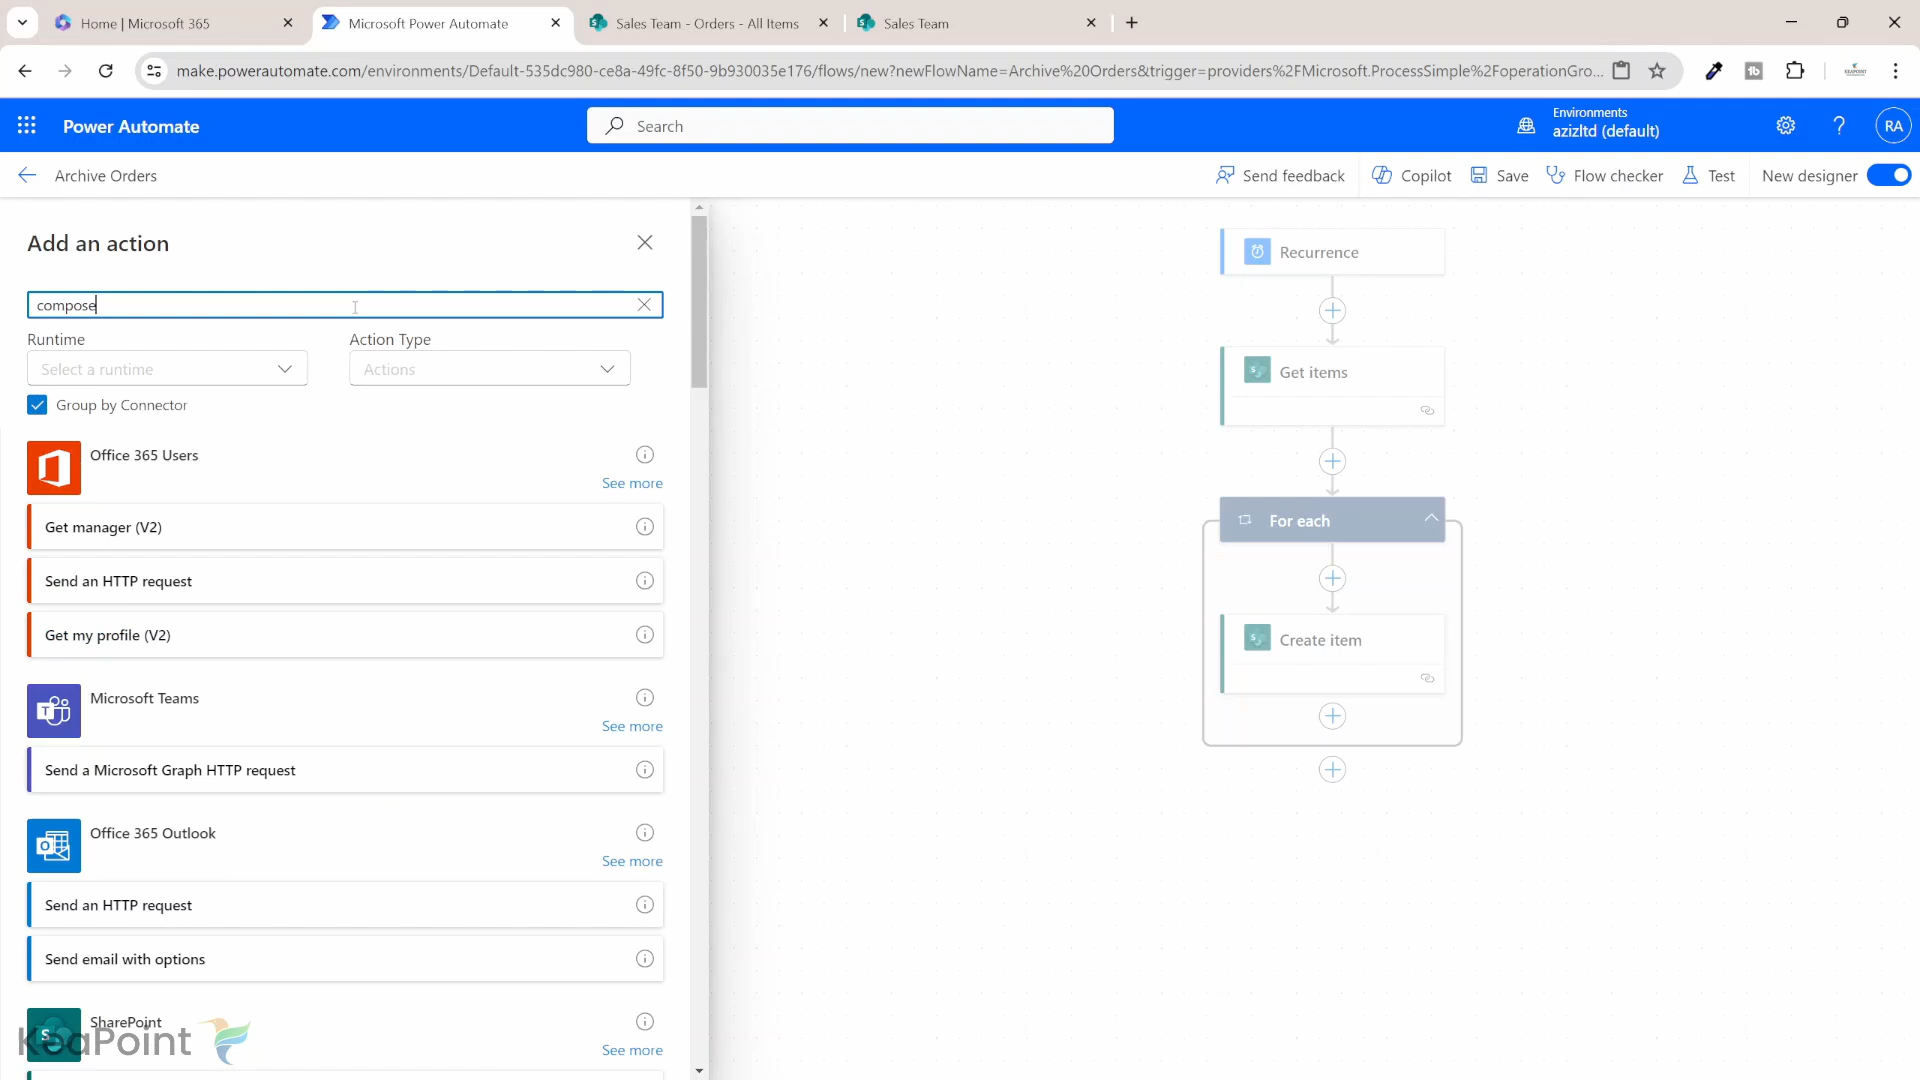 Home | Microsoft 365
Microsoft Power Automate
Sales Team - Orders - All Items
Sales Team
make.powerautomate.com/environments/Default-535dc980-ce8a-49fc-8f50-9b930035e176/flows/new?newFlowName=Archive%20Orders&trigger=providers%2FMicrosoft.ProcessSimple%2FoperationGro...
Power Automate
Search
Environments
azizltd (default)
RA
Archive Orders
Send feedback
Copilot
Save
Flow checker
Test
New designer
Add an action
compose
Runtime
Action Type
Select a runtime
Actions
Group by Connector
Office 365 Users
See more
Get manager (V2)
Send an HTTP request
Get my profile (V2)
Microsoft Teams
See more
Send a Microsoft Graph HTTP request
Office 365 Outlook
See more
Send an HTTP request
Send email with options
SharePoint
See more
KeaPoint
Recurrence
Get items
For each
Create item